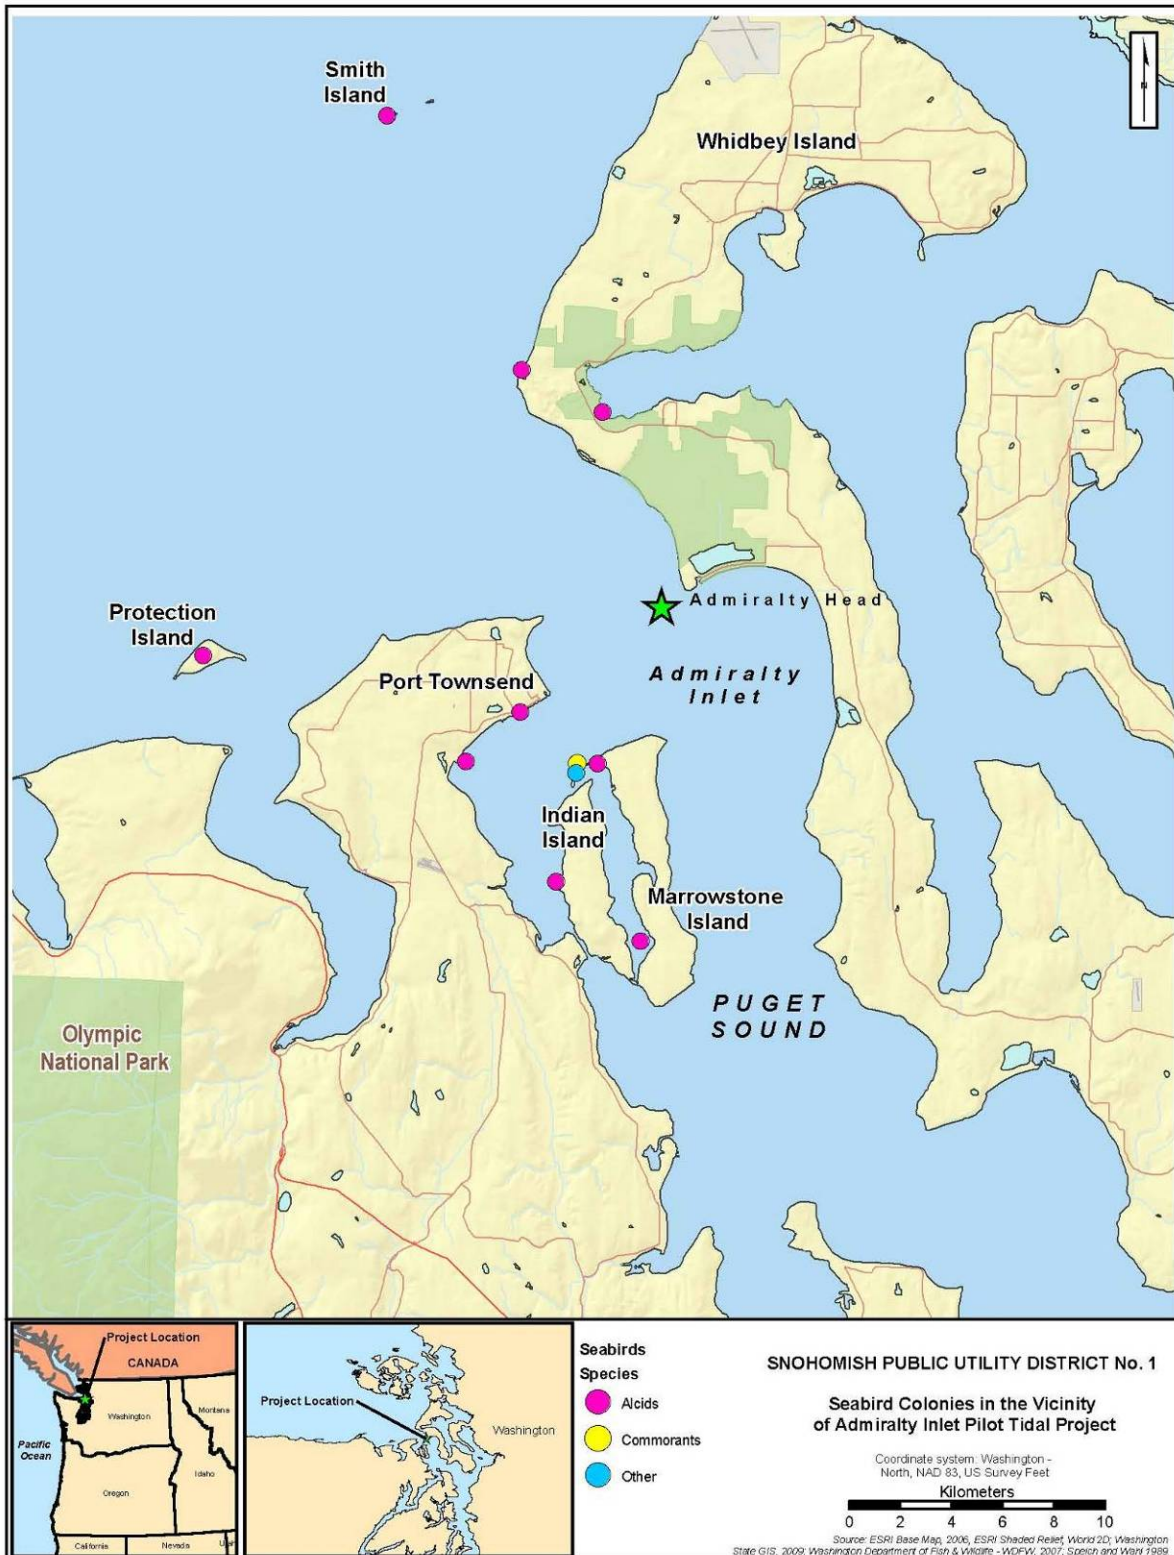 Smith
Island
Whidbey Island
Protection
Island
Admiralty Head
Admiralty
Inlet
Port Townsend
Indian
Island
Marrowstone
Island
PUGET
SOUND
Olympic
National Park
Project Location
CANADA
Washington
Montana
Pacific
Ocean
Idaho
Oregon
California
Nevada
Project Location
Washington
Seabirds
Species
Alcids
Commorants
Other
SNOHOMISH PUBLIC UTILITY DISTRICT No. 1
Seabird Colonies in the Vicinity
of Admiralty Inlet Pilot Tidal Project
Coordinate system: Washington -
North, NAD 83, US Survey Feet
Kilometers
0 2 4 6 8 10
Source: ESRI Base Map, 2006, ESRI Shaded Relief, World 2D; Washington
State GIS, 2009; Washington Department of Fish & Wildlife - WDFW, 2007; Speich and Wahl 1989